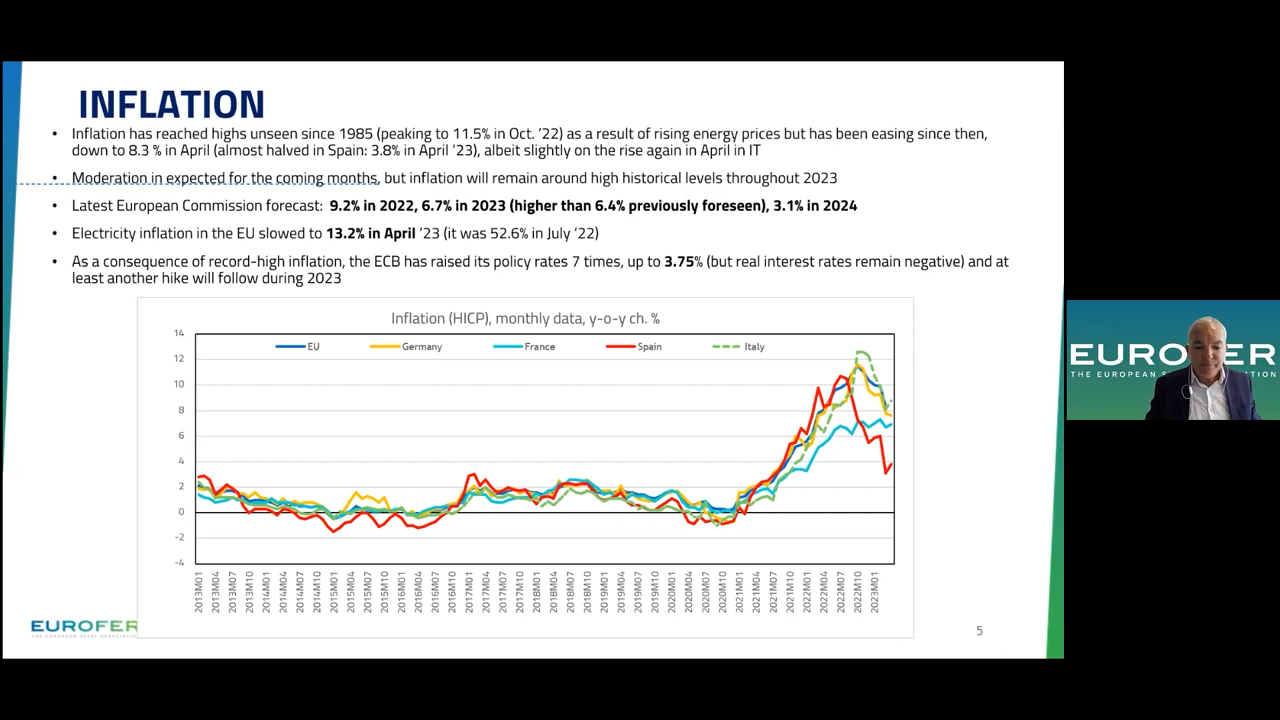 INFLATION
• Inflation has reached highs unseen since 1985 (peaking to 11.5% in Oct. ‘22) as a result of rising energy prices but has been easing since then,
down to 8.3 % in April (almost halved in Spain: 3.8% in April ‘23), albeit slightly on the rise again in April in IT
• Moderation in expected for the coming months, but inflation will remain around high historical levels throughout 2023
• Latest European Commission forecast: 9.2% in 2022, 6.7% in 2023 (higher than 6.4% previously foreseen), 3.1% in 2024
• Electricity inflation in the EU slowed to 13.2% in April ‘23 (it was 52.6% in July ‘22)
• As a consequence of record-high inflation, the ECB has raised its policy rates 7 times, up to 3.75% (but real interest rates remain negative) and at
least another hike will follow during 2023
Inflation (HICP), monthly data, y-o-y ch. %
EU Germany France Spain Italy
14
12
10
8
6
4
2
0
-2
-4
2013M01 2013M04 2013M07 2013M10 2014M01 2014M04 2014M07 2014M10 2015M01 2015M04 2015M07 2015M10 2016M01 2016M04 2016M07 2016M10 2017M01 2017M04 2017M07 2017M10 2018M01 2018M04 2018M07 2018M10 2019M01 2019M04 2019M07 2019M10 2020M01 2020M04 2020M07 2020M10 2021M01 2021M04 2021M07 2021M10 2022M01 2022M04 2022M07 2022M10 2023M01
EUROFER
THE EUROPEAN STEEL
5
EUROFER
THE EUROPEAN